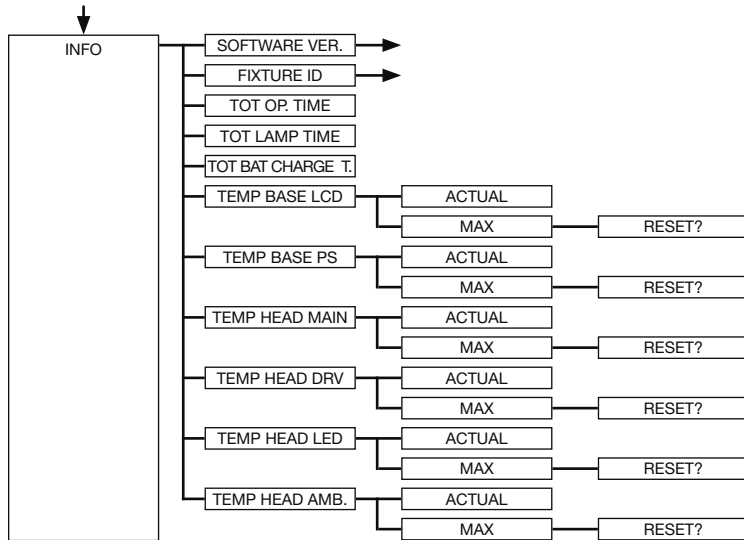 INFO
SOFTWARE VER.
FIXTURE ID
TOT OP. TIME
TOT LAMP TIME
TOT BAT CHARGE T.
TEMP BASE LCD ACTUAL
MAX RESET?
TEMP BASE PS ACTUAL
MAX RESET?
TEMP HEAD MAIN ACTUAL
MAX RESET?
TEMP HEAD DRV ACTUAL
MAX RESET?
TEMP HEAD LED ACTUAL
MAX RESET?
TEMP HEAD AMB. ACTUAL
MAX RESET?